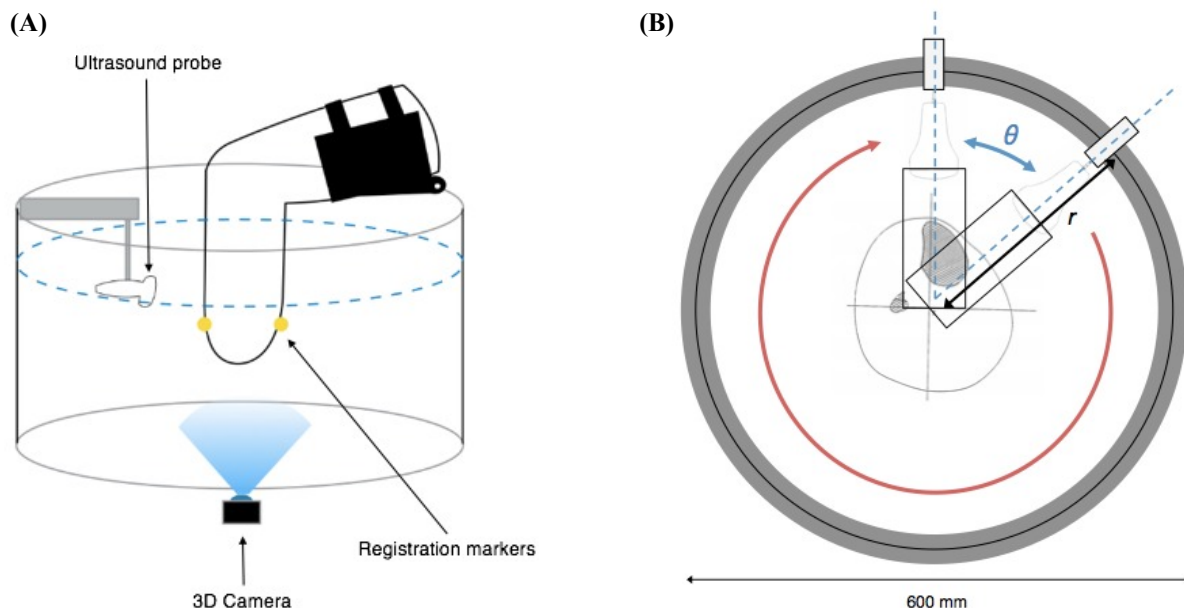 (A)
Ultrasound probe
Registration markers
3D Camera
(B)
θ
r
600 mm